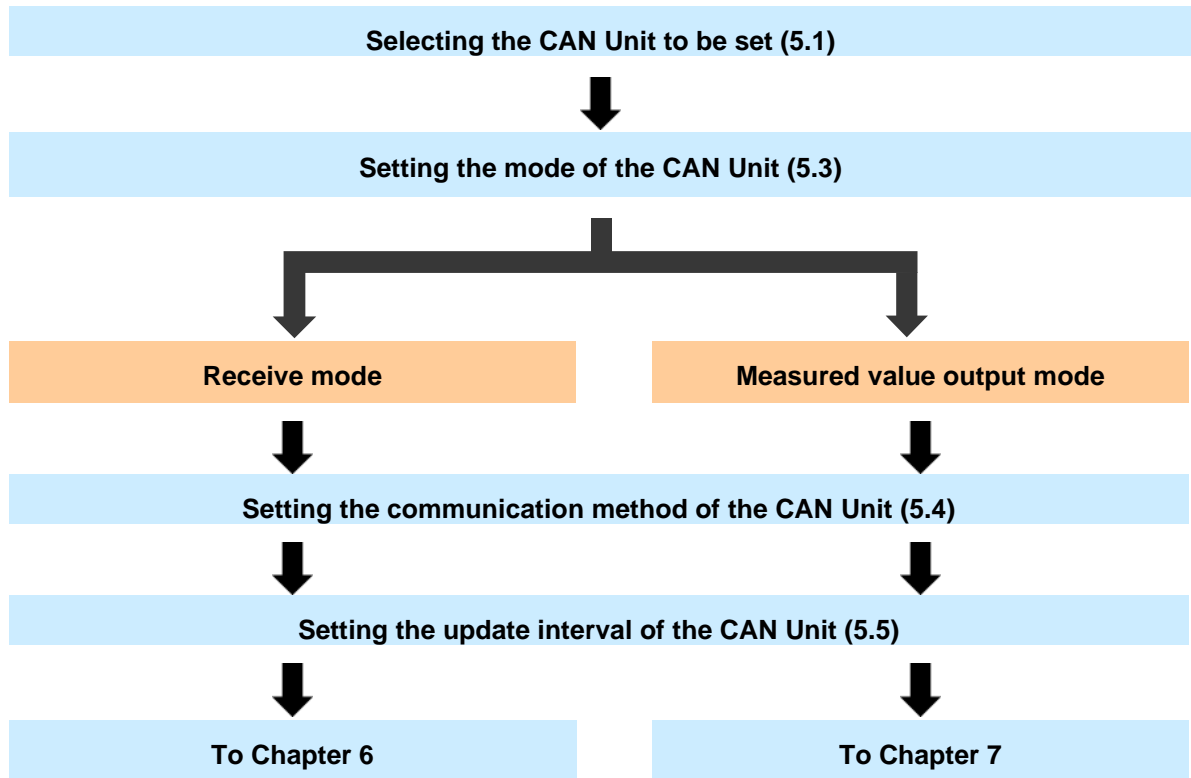 Selecting the CAN Unit to be set (5.1)
Setting the mode of the CAN Unit (5.3)
Receive mode
Measured value output mode
Setting the communication method of the CAN Unit (5.4)
Setting the update interval of the CAN Unit (5.5)
To Chapter 6
To Chapter 7